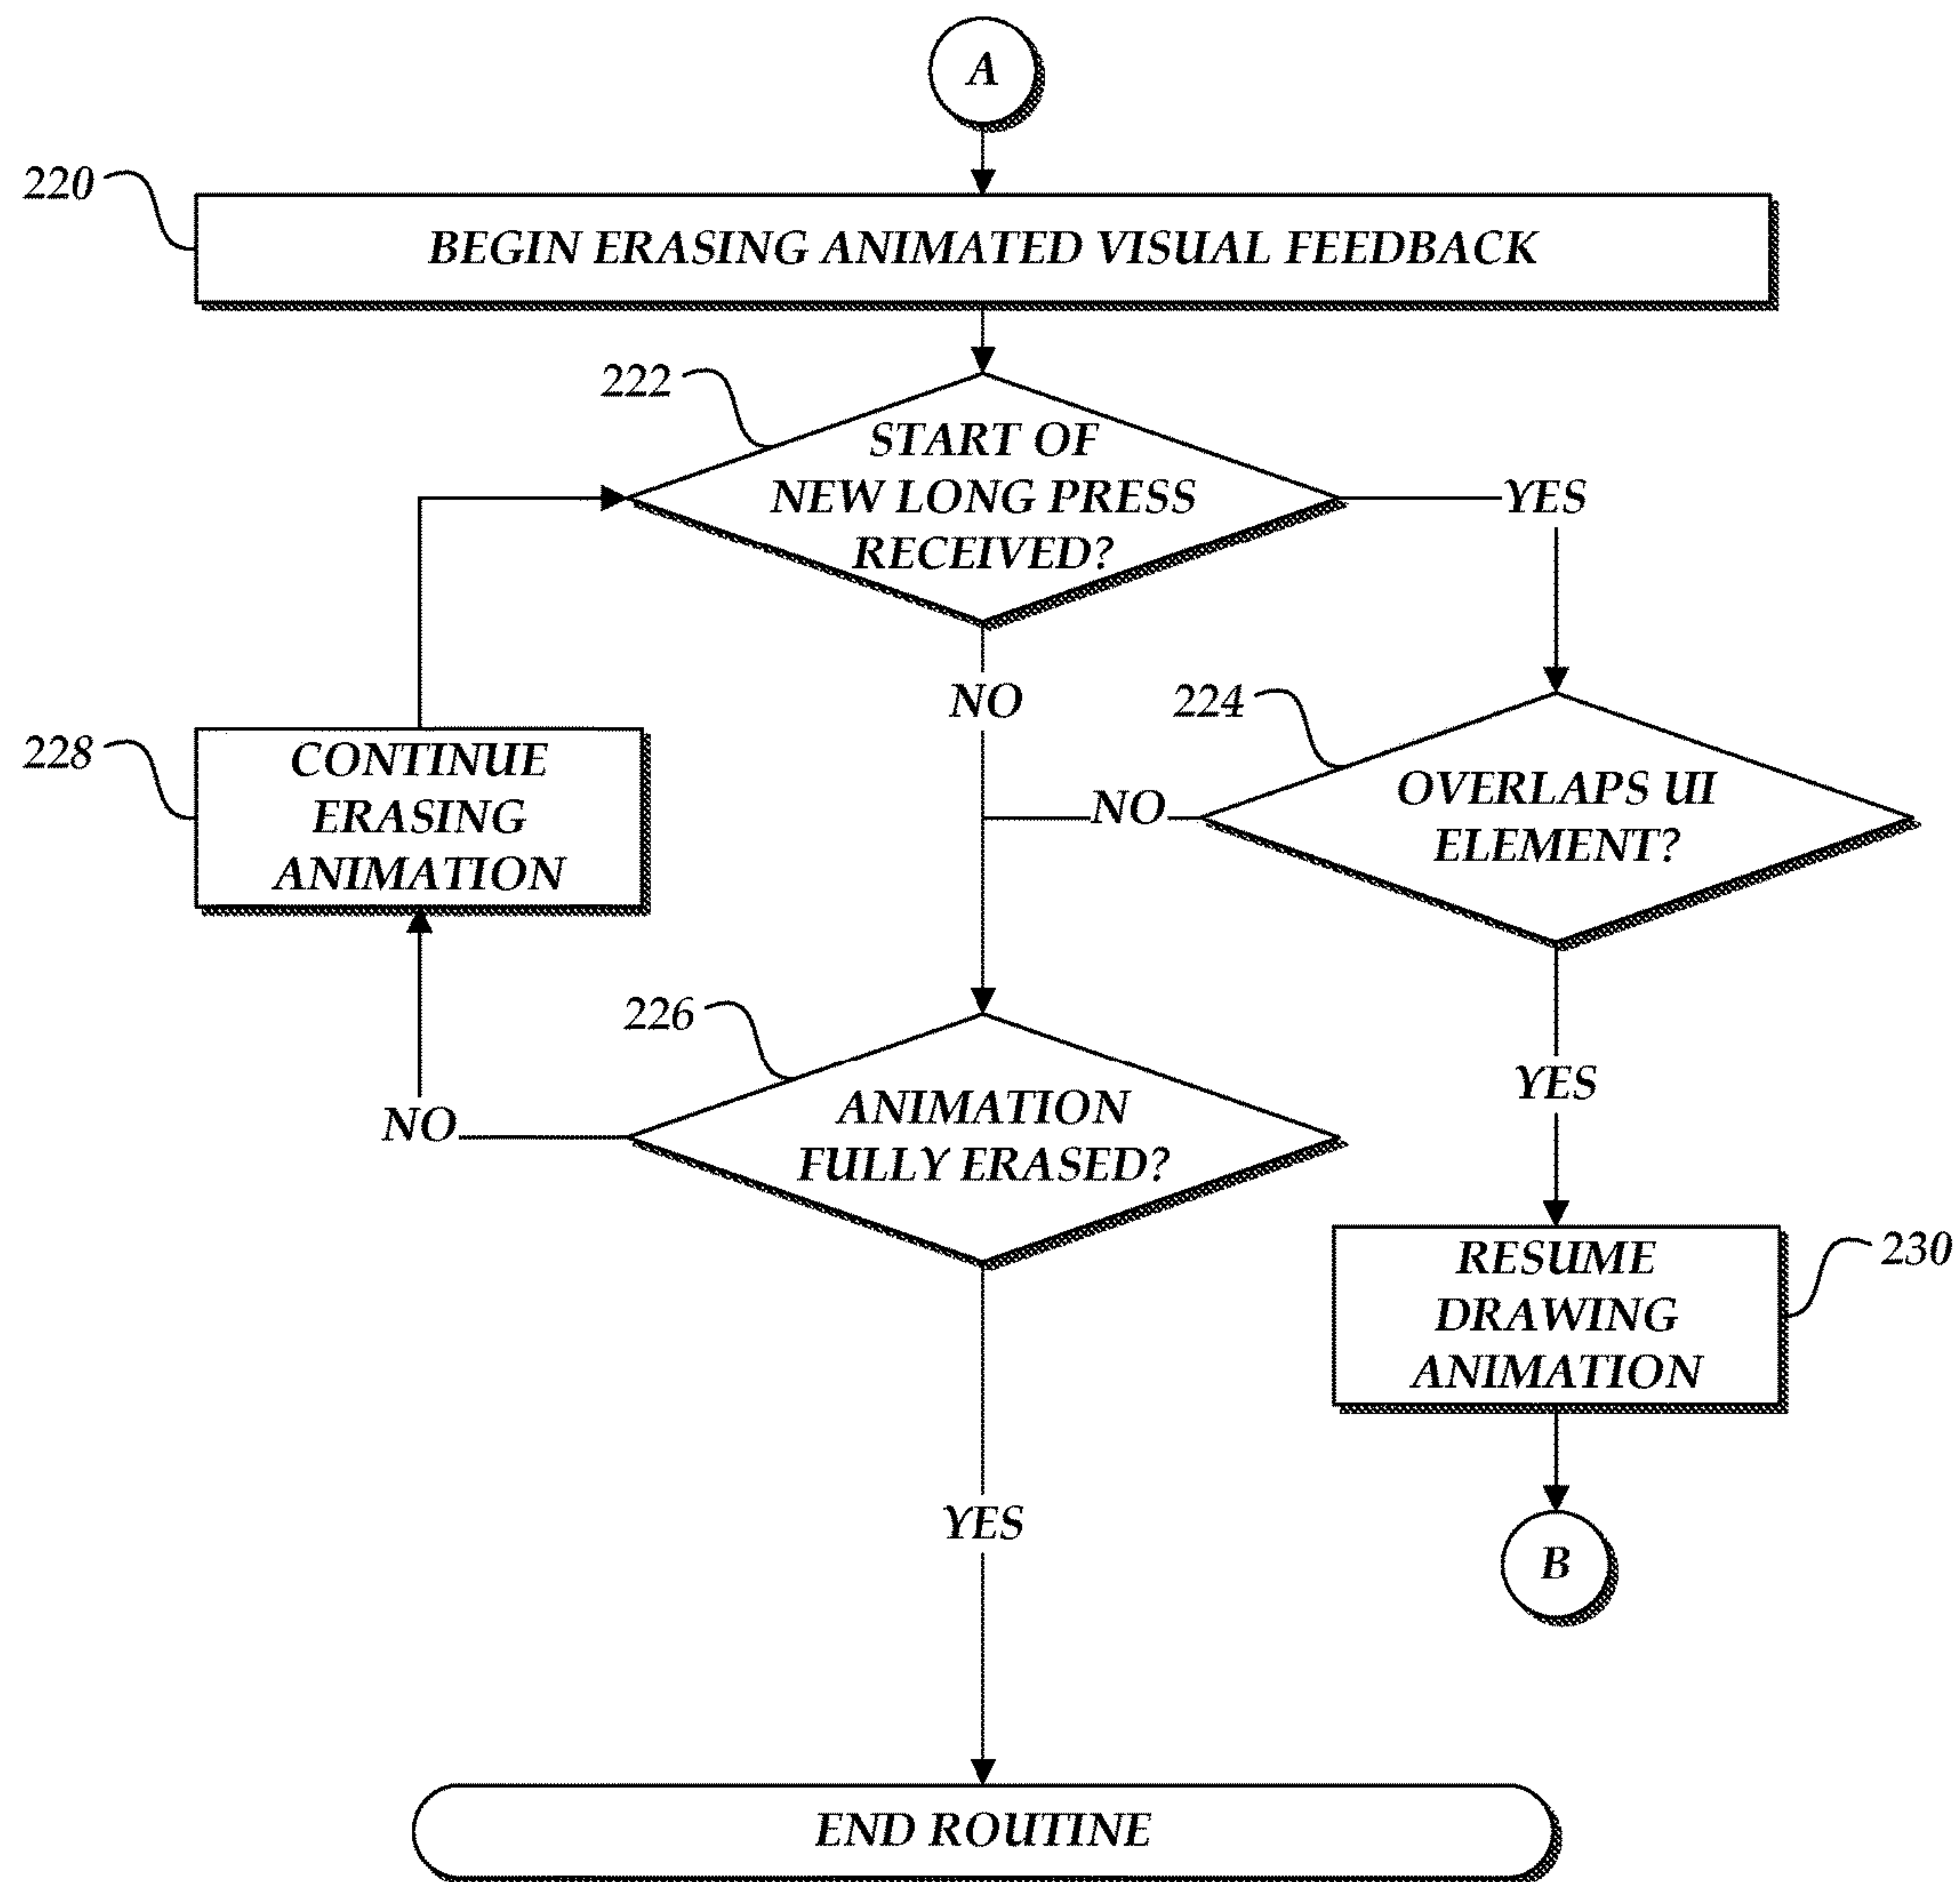 A
220
BEGIN ERASING ANIMATED VISUAL FEEDBACK
222
START OF
NEW LONG PRESS
RECEIVED?
YES
NO
224
OVERLAPS UI
ELEMENT?
NO
228
CONTINUE
ERASING
ANIMATION
226
ANIMATION
FULLY ERASED?
NO
YES
230
RESUME
DRAWING
ANIMATION
YES
B
END ROUTINE